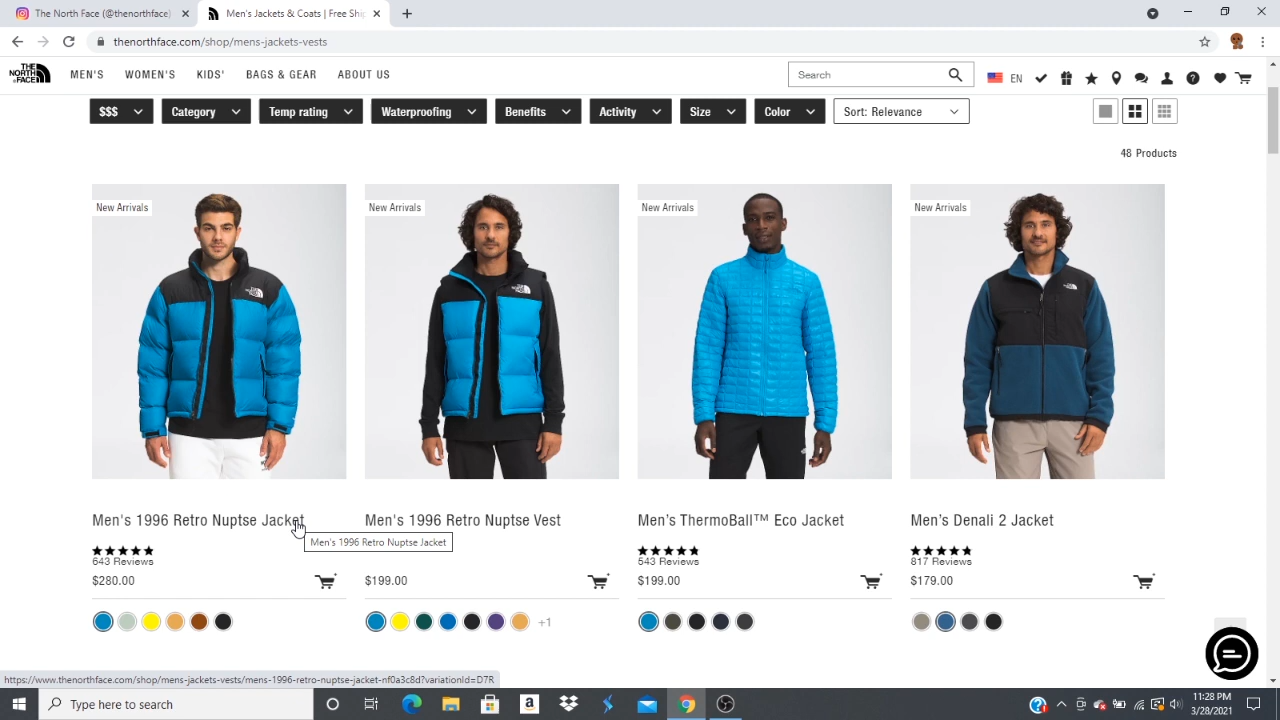 Instagram (@thenorthface)
Men's Jackets & Coats | Free Ship
thenorthface.com/shop/mens-jackets-vests
THE NORTH FACE
MEN'S WOMEN'S KIDS' BAGS & GEAR ABOUT US
Search
EN
$$$ Category Temp rating Waterproofing Benefits Activity Size Color Sort: Relevance
48 Products
New Arrivals New Arrivals New Arrivals New Arrivals
Men's 1996 Retro Nuptse Jacket Men's 1996 Retro Nuptse Vest Men's ThermoBall™ Eco Jacket Men's Denali 2 Jacket
Men's 1996 Retro Nuptse Jacket
643 Reviews 543 Reviews 817 Reviews
$280.00 $199.00 $199.00 $179.00
+1
https://www.thenorthface.com/shop/mens-jackets-vests/mens-1996-retro-nuptse-jacket-nf0a3c8d?variationId=D7R
Type here to search
11:28 PM
3/28/2021